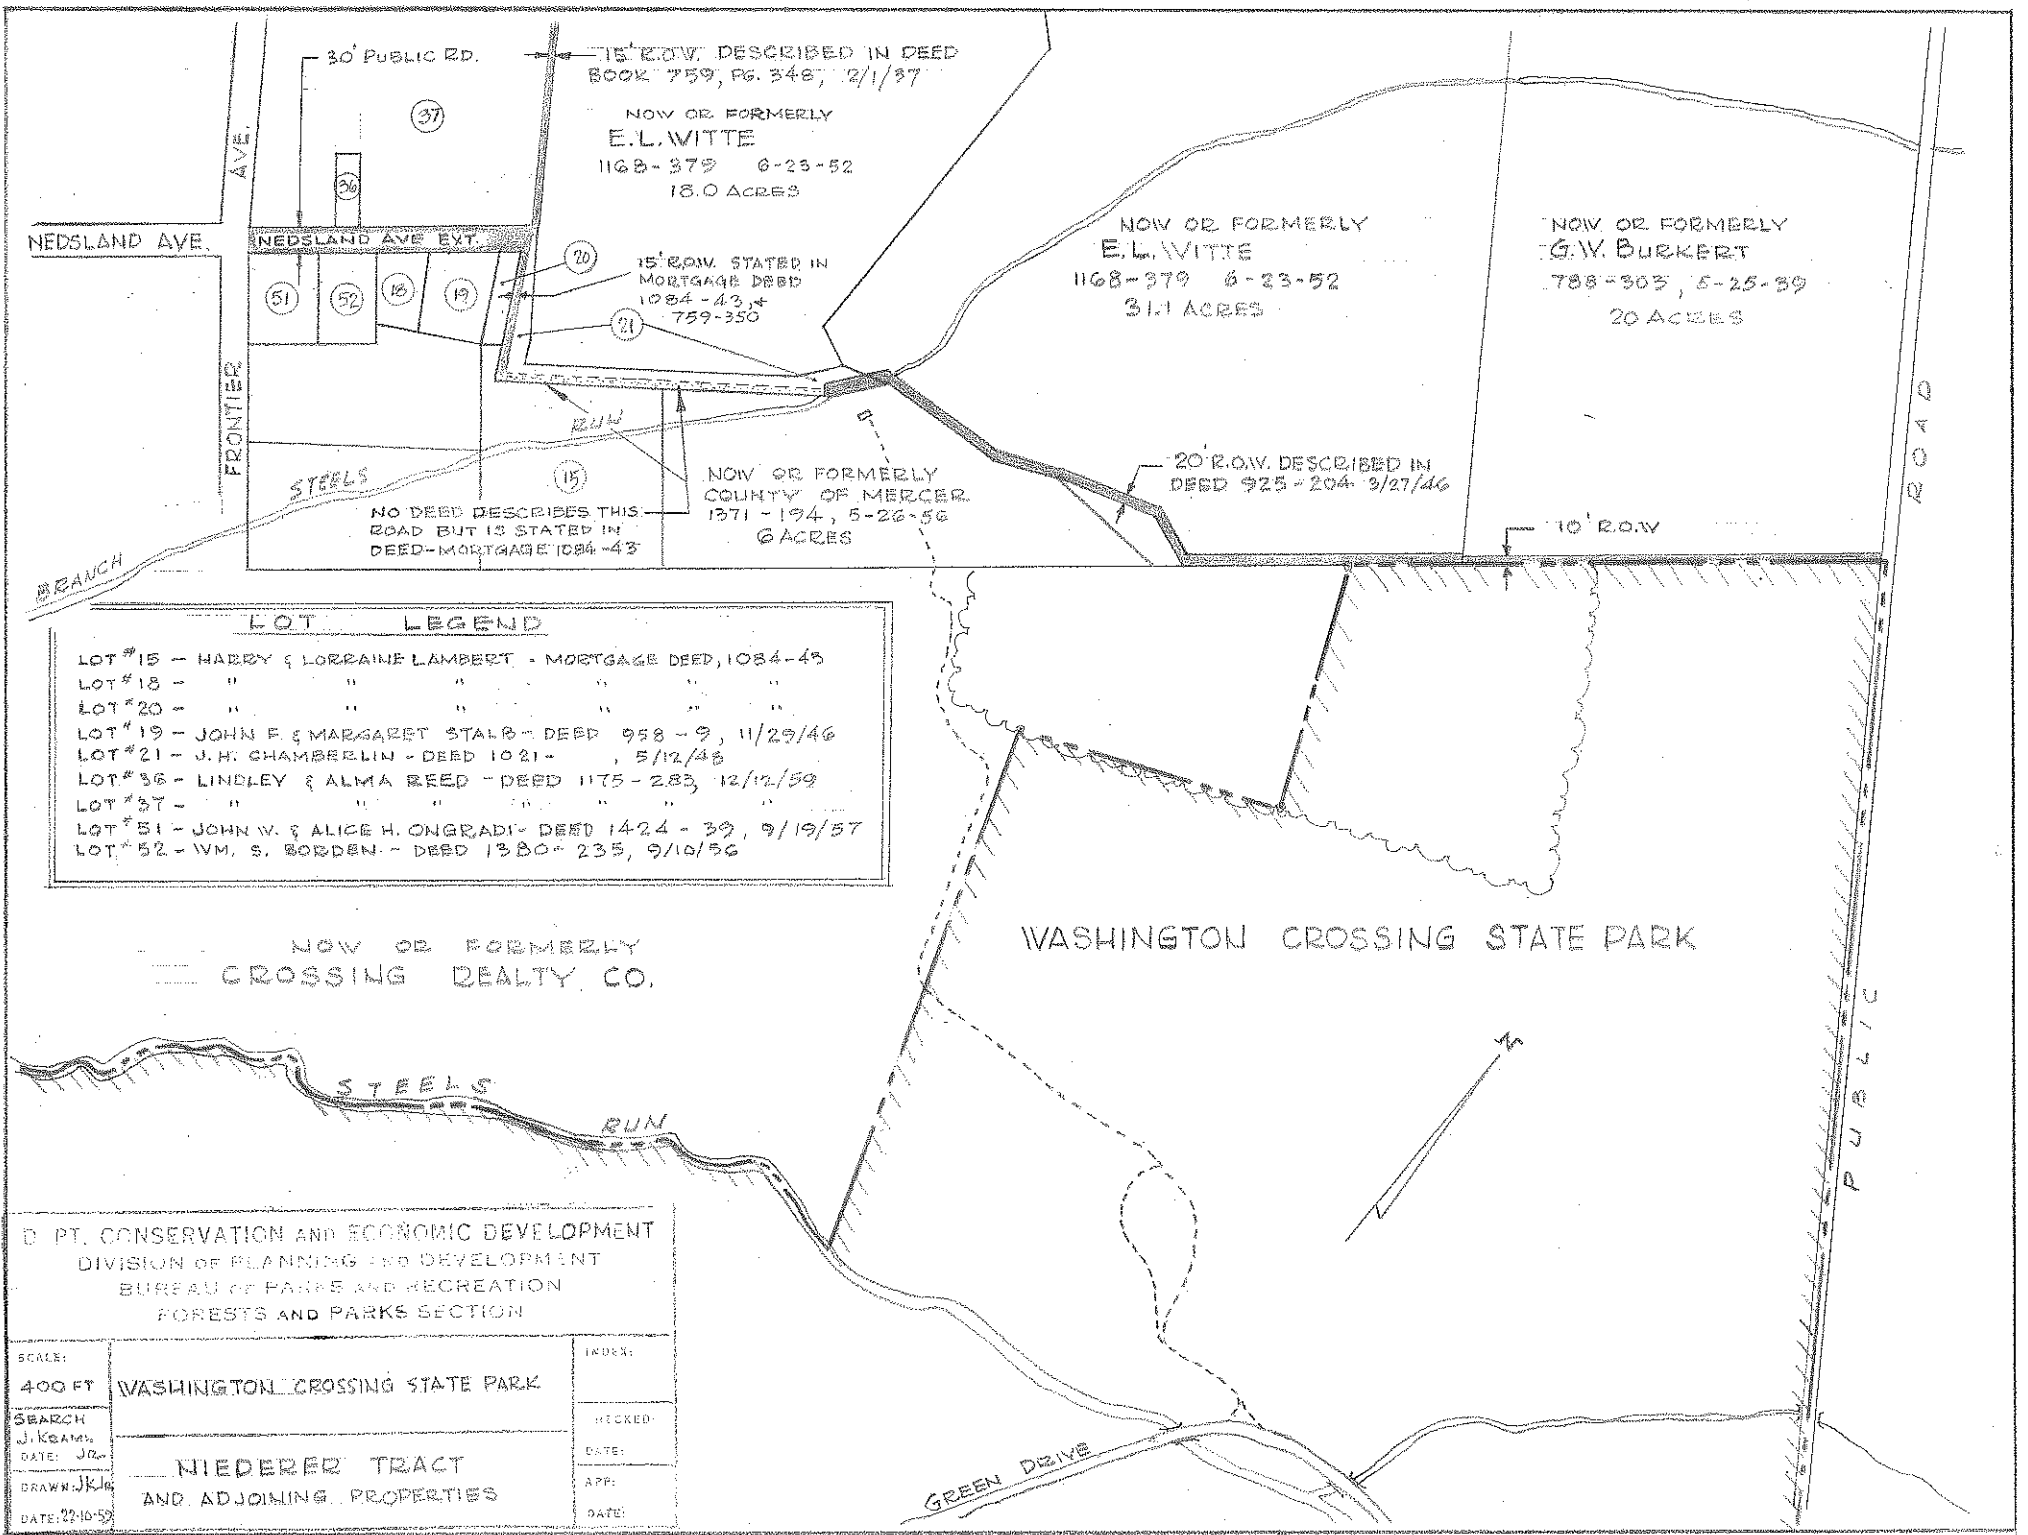 30' PUBLIC RD.
15' R.O.W. DESCRIBED IN DEED
BOOK 759, PG. 348, 2/1/37
37
NOW OR FORMERLY
E.L. WITTE
1168-379 6-23-52
18.0 ACRES
36
AVE.
FRONTIER
NEDSLAND AVE.
NEDSLAND AVE EXT.
51
52
18
19
20
21
15' R.O.W. STATED IN
MORTGAGE DEED
1084-43, &
759-350
NOW OR FORMERLY
E.L. WITTE
1168-379 6-23-52
31.1 ACRES
NOW OR FORMERLY
G.W. BURKERT
788-303, 5-25-39
20 ACRES
STEELS
RUN
BRANCH
15
NO DEED DESCRIBES THIS
ROAD BUT IS STATED IN
DEED-MORTGAGE 1084-43
NOW OR FORMERLY
COUNTY OF MERCER
1371-194, 5-26-56
6 ACRES
20' R.O.W. DESCRIBED IN
DEED 925-204 3/27/46
10' R.O.W
ROAD
PUBLIC
LOT LEGEND
LOT #15 - HARRY & LORRAINE LAMBERT - MORTGAGE DEED, 1084-43
LOT #18 - " " " " " "
LOT #20 - " " " " " "
LOT #19 - JOHN F. & MARGARET STALB - DEED 958-9, 11/29/46
LOT #21 - J.H. CHAMBERLIN - DEED 1021- , 5/12/48
LOT #36 - LINDLEY & ALMA REED - DEED 1175-283, 12/12/59
LOT #37 - " " " " " " "
LOT #51 - JOHN W. & ALICE H. ONGRADI - DEED 1424-39, 9/19/57
LOT #52 - WM. S. BORDEN - DEED 1380-235, 9/10/56
NOW OR FORMERLY
CROSSING REALTY CO.
WASHINGTON CROSSING STATE PARK
N
STEELS
RUN
GREEN DRIVE
D PT. CONSERVATION AND ECONOMIC DEVELOPMENT
DIVISION OF PLANNING AND DEVELOPMENT
BUREAU OF PARKS AND RECREATION
FORESTS AND PARKS SECTION
SCALE:
400 FT
WASHINGTON CROSSING STATE PARK
INDEX:
SEARCH
DATE: JR.
HECKED:
DATE:
NIEDERER TRACT
AND ADJOINING PROPERTIES
DRAWN:
DATE: 22-10-59
APP:
DATE: